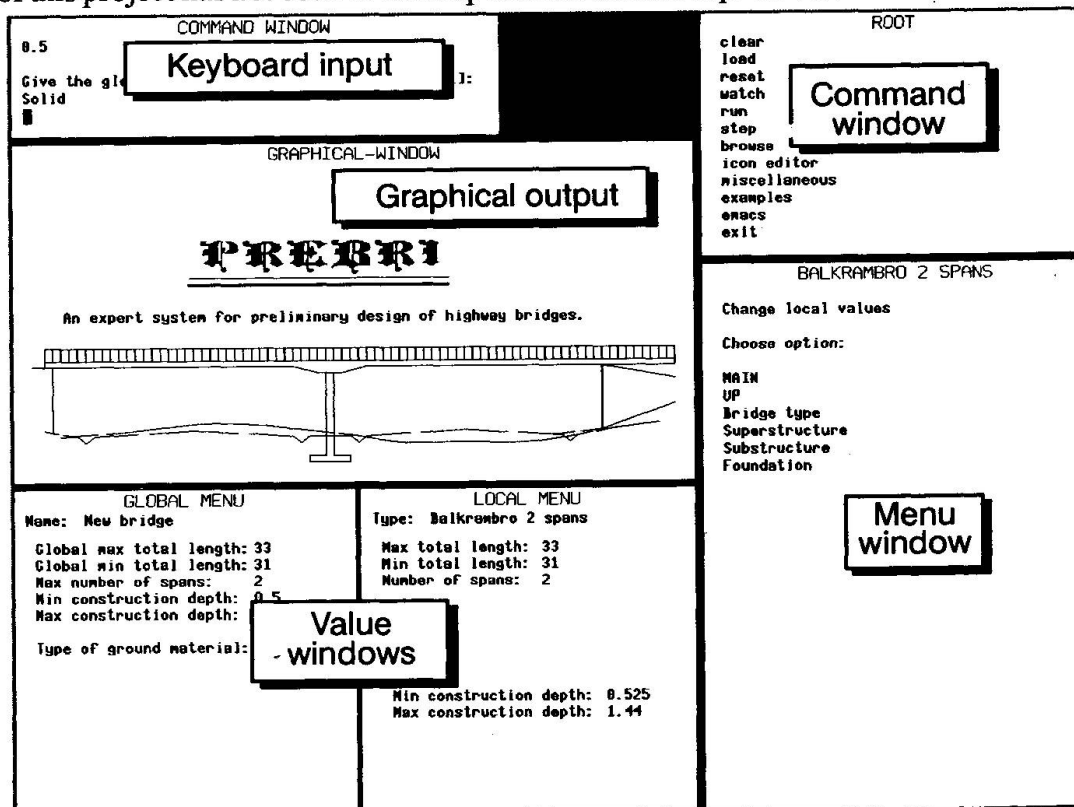 COMMAND WINDOW
0.5
Give the
]:
Solid
Keyboard input
GRAPHICAL-WINDOW
Graphical output
PREBRI
An expert system for preliminary design of highway bridges.
GLOBAL MENU
Name: New bridge
Global max total length: 33
Global min total length: 31
Max number of spans: 2
Min construction depth: 0.5
Max construction depth:
Type of ground material:
LOCAL MENU
Type: Balkrambro 2 spans
Max total length: 33
Min total length: 31
Number of spans: 2
Min construction depth: 0.525
Max construction depth: 1.44
Value
windows
ROOT
clear
load
reset
watch
run
step
browse
icon editor
miscellaneous
examples
emacs
exit
Command
window
BALKRAMBRO 2 SPANS
Change local values
Choose option:
MAIN
UP
Bridge type
Superstructure
Substructure
Foundation
Menu
window